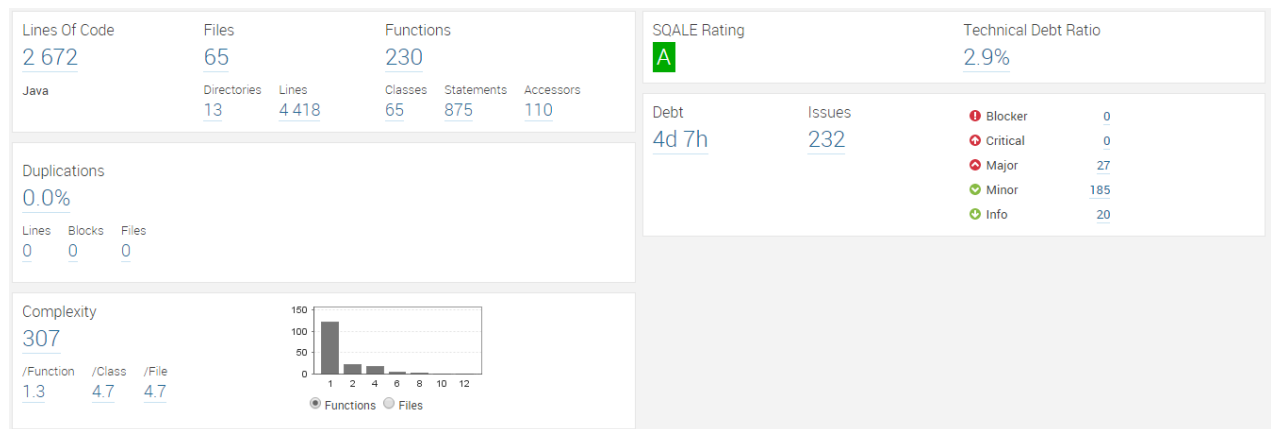 Lines Of Code Files Functions
2 672 65 230
Java Directories Lines Classes Statements Accessors
13 4 418 65 875 110
Duplications
0.0%
Lines Blocks Files
0 0 0
Complexity
307
/Function /Class /File
1.3 4.7 4.7
150
100
50
0
1 2 4 6 8 10 12
Functions Files
SQALE Rating Technical Debt Ratio
A 2.9%
Debt Issues
4d 7h 232
Blocker 0
Critical 0
Major 27
Minor 185
Info 20